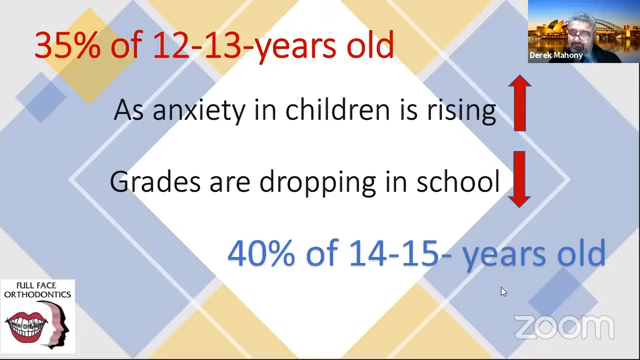 35% of 12-13-years old
Derek Mahony
As anxiety in children is rising
Grades are dropping in school
40% of 14-15- years old
FULL FACE
ORTHODONTICS
zoom